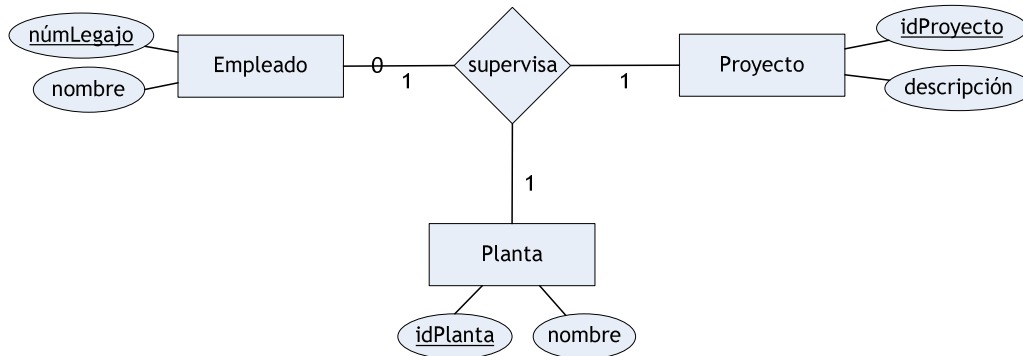 númLegajo
nombre
Empleado
0
1
supervisa
1
Proyecto
idProyecto
descripción
1
Planta
idPlanta
nombre